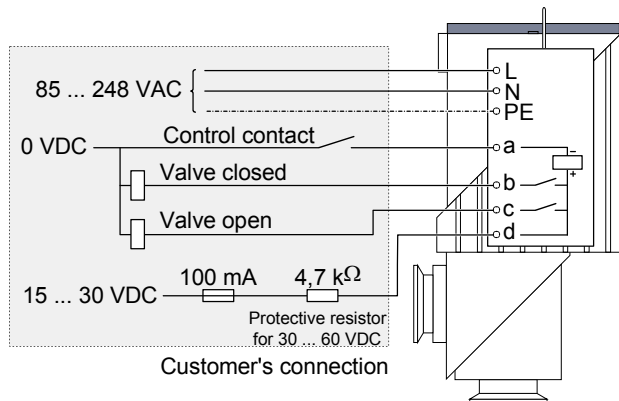 85 ... 248 VAC
L
N
PE
0 VDC
Control contact
a
Valve closed
b
Valve open
c
d
15 ... 30 VDC
100 mA
4,7 kΩ
Protective resistor
for 30 ... 60 VDC
Customer's connection
−
+